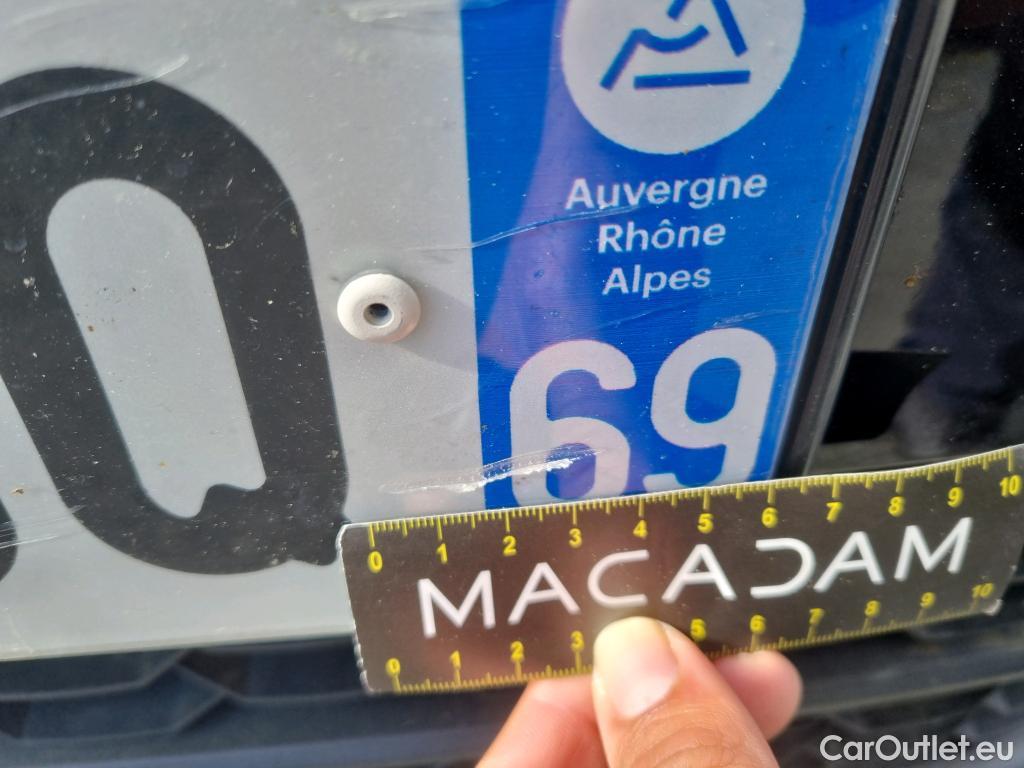 Q
Auvergne
Rhône
Alpes
69
0 1 2 3 4 5 6 7 8 9 10
MACADAM
0 1 2 3 5 6 7 8 9 10
CarOutlet.eu